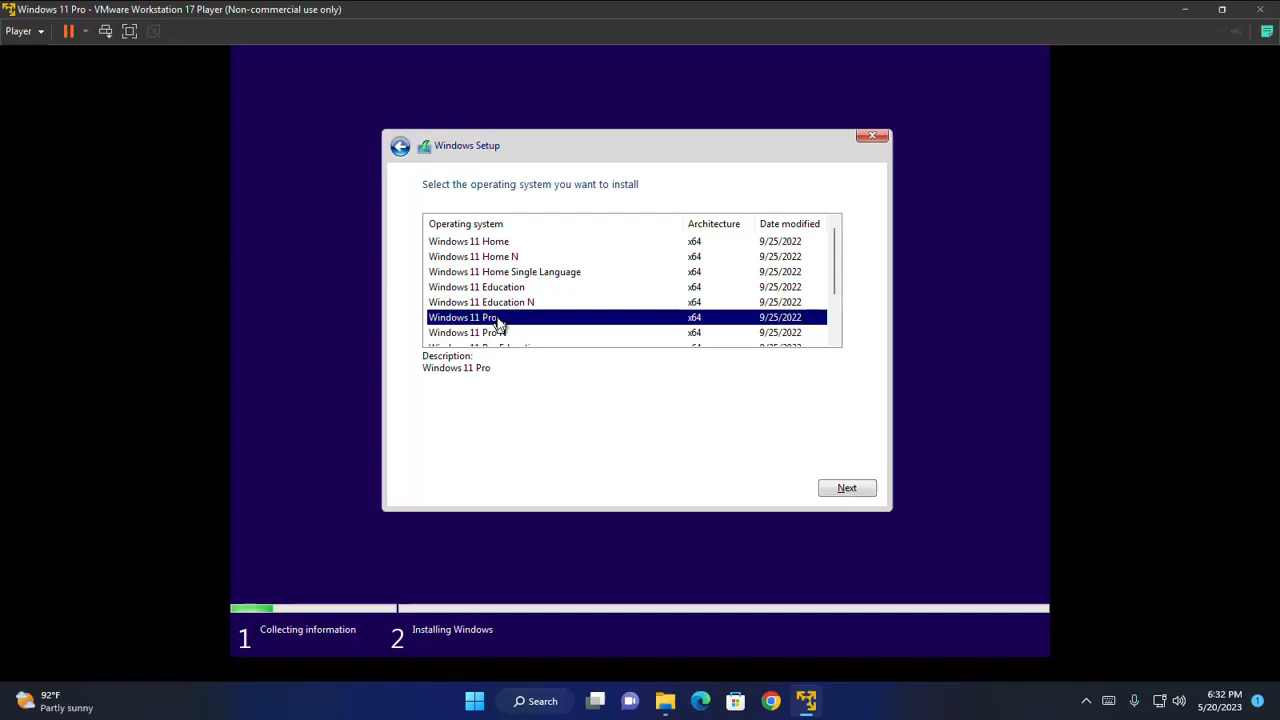 Windows 11 Pro - VMware Workstation 17 Player (Non-commercial use only)
Player
Windows Setup
Select the operating system you want to install
Operating system Architecture Date modified
Windows 11 Home x64 9/25/2022
Windows 11 Home N x64 9/25/2022
Windows 11 Home Single Language x64 9/25/2022
Windows 11 Education x64 9/25/2022
Windows 11 Education N x64 9/25/2022
Windows 11 Pro x64 9/25/2022
Windows 11 Pro N x64 9/25/2022
Description:
Windows 11 Pro
Next
1 Collecting information 2 Installing Windows
92°F
Partly sunny
Search
6:32 PM
5/20/2023
1